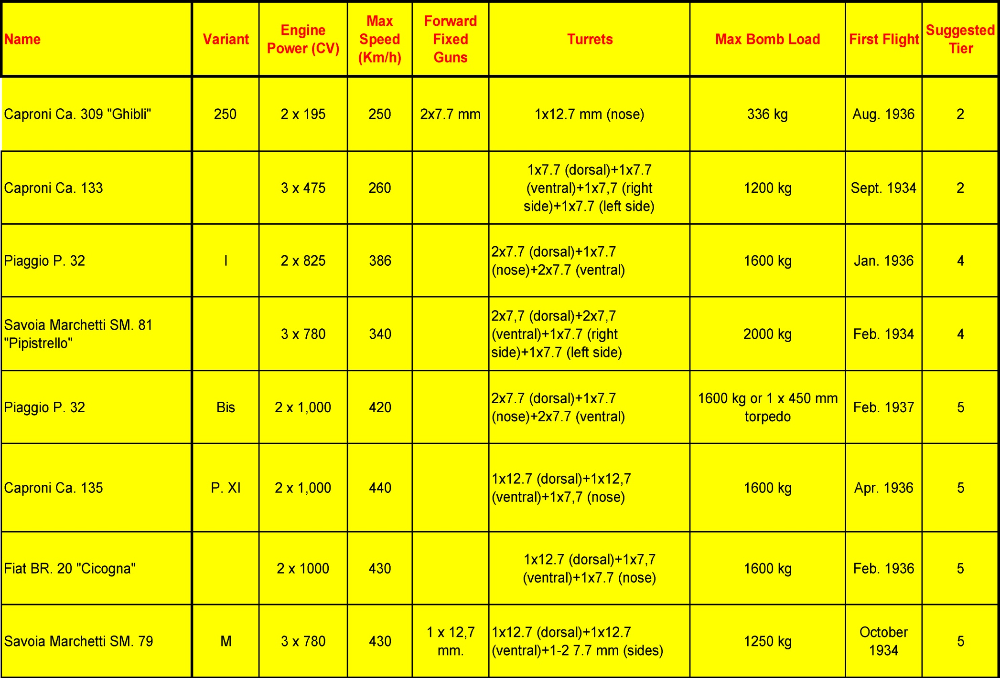 Name
Variant
Engine
Power (CV)
Max
Speed
(Km/h)
Forward
Fixed
Guns
Turrets
Max Bomb Load
First Flight
Suggested
Tier
Caproni Ca. 309 "Ghibli"
250
2 x 195
250
2x7.7 mm
1x12.7 mm (nose)
336 kg
Aug. 1936
2
Caproni Ca. 133
3 x 475
260
1x7.7 (dorsal)+1x7.7
(ventral)+1x7,7 (right
side)+1x7.7 (left side)
1200 kg
Sept. 1934
2
Piaggio P. 32
I
2 x 825
386
2x7.7 (dorsal)+1x7.7
(nose)+2x7.7 (ventral)
1600 kg
Jan. 1936
4
Savoia Marchetti SM. 81
"Pipistrello"
3 x 780
340
2x7,7 (dorsal)+2x7,7
(ventral)+1x7.7 (right
side)+1x7.7 (left side)
2000 kg
Feb. 1934
4
Piaggio P. 32
Bis
2 x 1,000
420
2x7.7 (dorsal)+1x7.7
(nose)+2x7.7 (ventral)
1600 kg or 1 x 450 mm
torpedo
Feb. 1937
5
Caproni Ca. 135
P. XI
2 x 1,000
440
1x12.7 (dorsal)+1x12,7
(ventral)+1x7,7 (nose)
1600 kg
Apr. 1936
5
Fiat BR. 20 "Cicogna"
2 x 1000
430
1x12.7 (dorsal)+1x7,7
(ventral)+1x7.7 (nose)
1600 kg
Feb. 1936
5
Savoia Marchetti SM. 79
M
3 x 780
430
1 x 12,7
mm.
1x12.7 (dorsal)+1x12.7
(ventral)+1-2 7.7 mm (sides)
1250 kg
October
1934
5